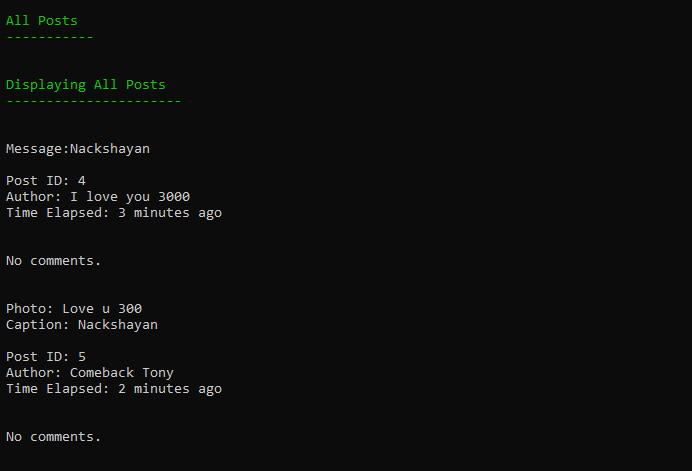 All Posts
-----------
Displaying All Posts
----------------------
Message:Nackshayan
Post ID: 4
Author: I love you 3000
Time Elapsed: 3 minutes ago
No comments.
Photo: Love u 300
Caption: Nackshayan
Post ID: 5
Author: Comeback Tony
Time Elapsed: 2 minutes ago
No comments.